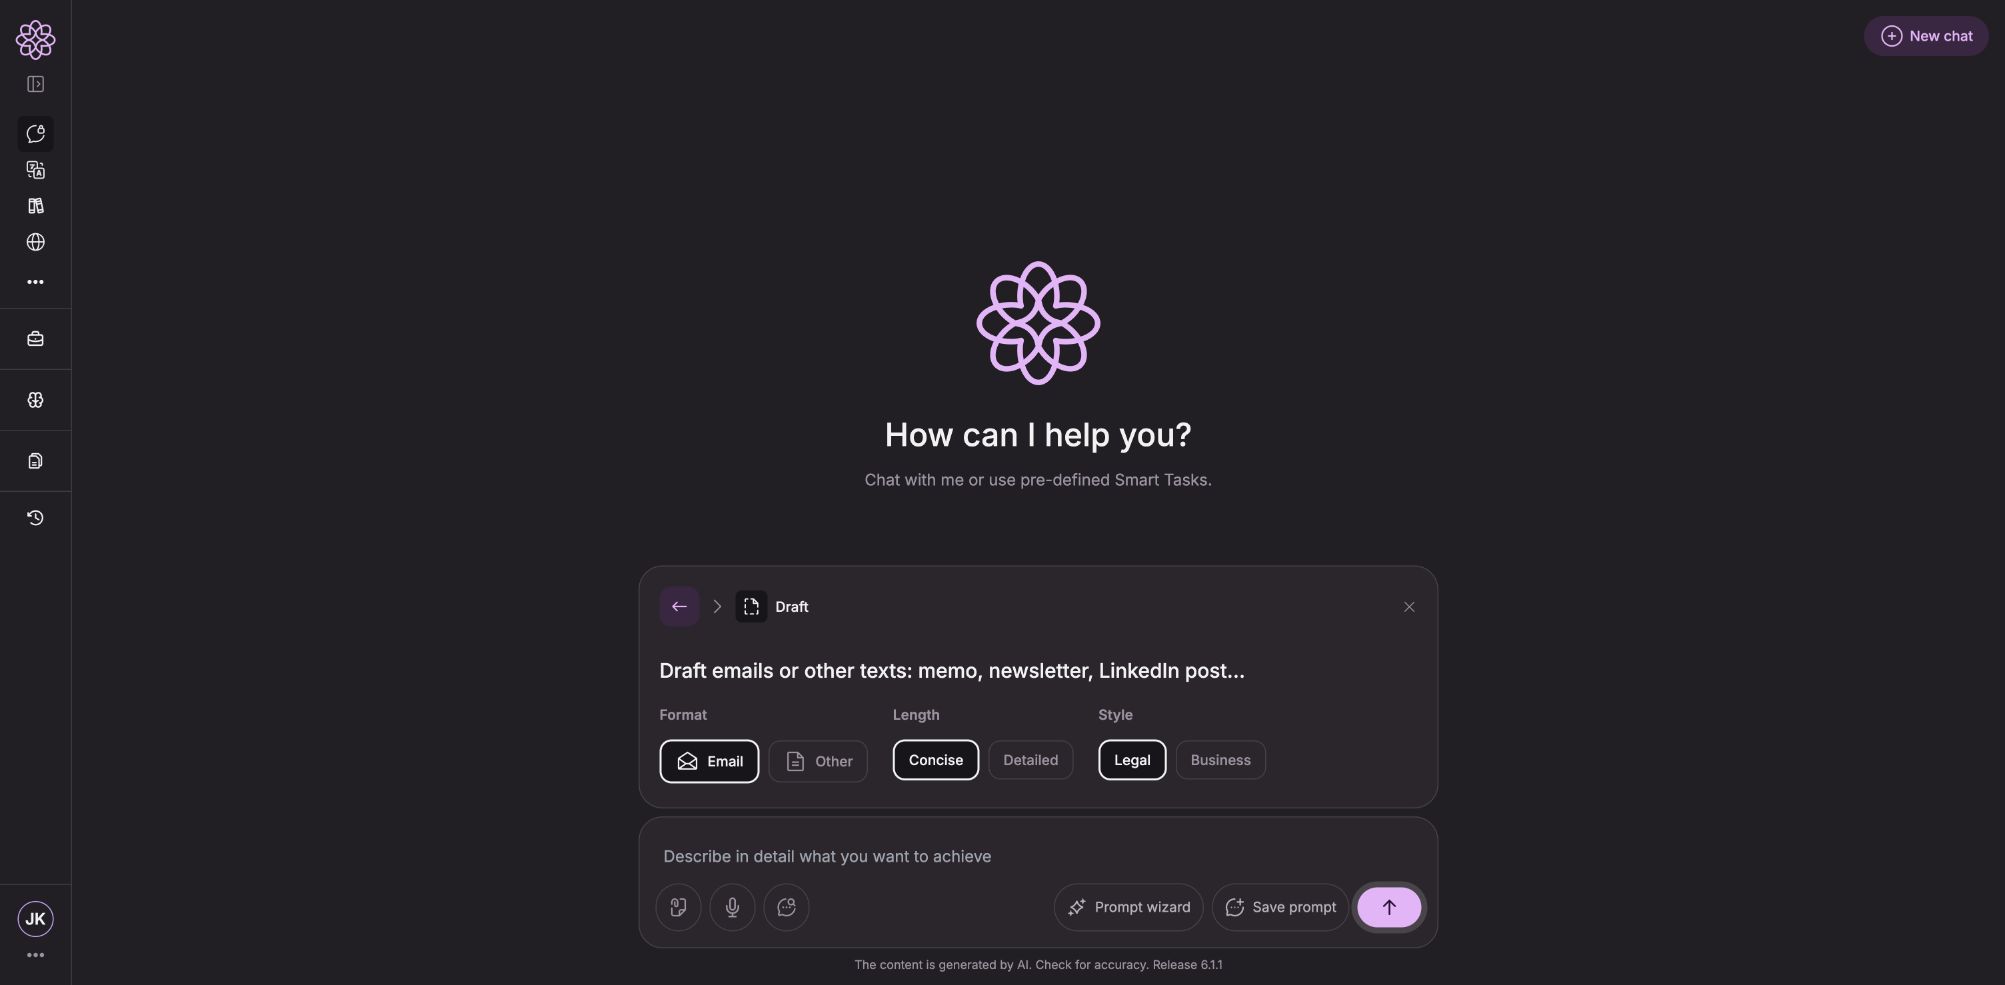 New chat
How can I help you?
Chat with me or use pre-defined Smart Tasks.
Draft
Draft emails or other texts: memo, newsletter, LinkedIn post...
Format
Length
Style
Email
Other
Concise
Detailed
Legal
Business
Describe in detail what you want to achieve
Prompt wizard
Save prompt
JK
The content is generated by AI. Check for accuracy. Release 6.1.1